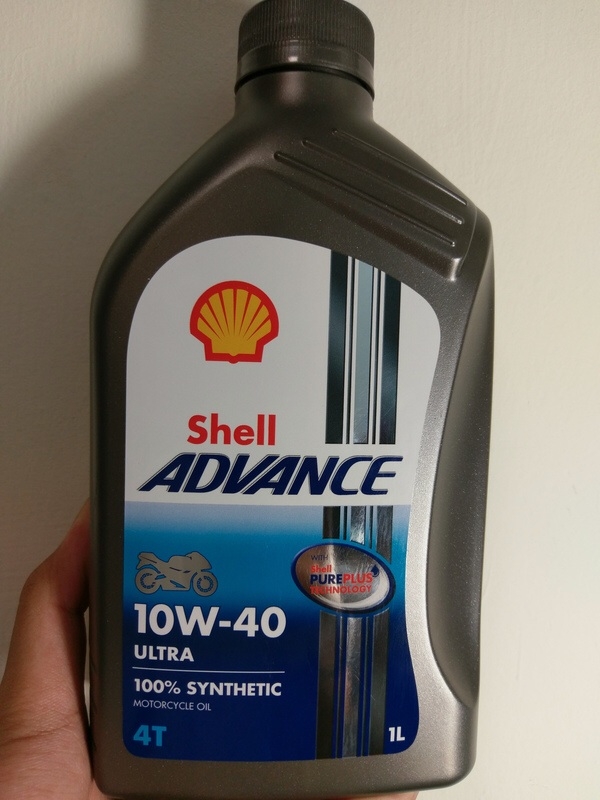 Shell
ADVANCE
WITH
Shell
PUREPLUS
TECHNOLOGY
10W-40
ULTRA
100% SYNTHETIC
MOTORCYCLE OIL
4T
1L